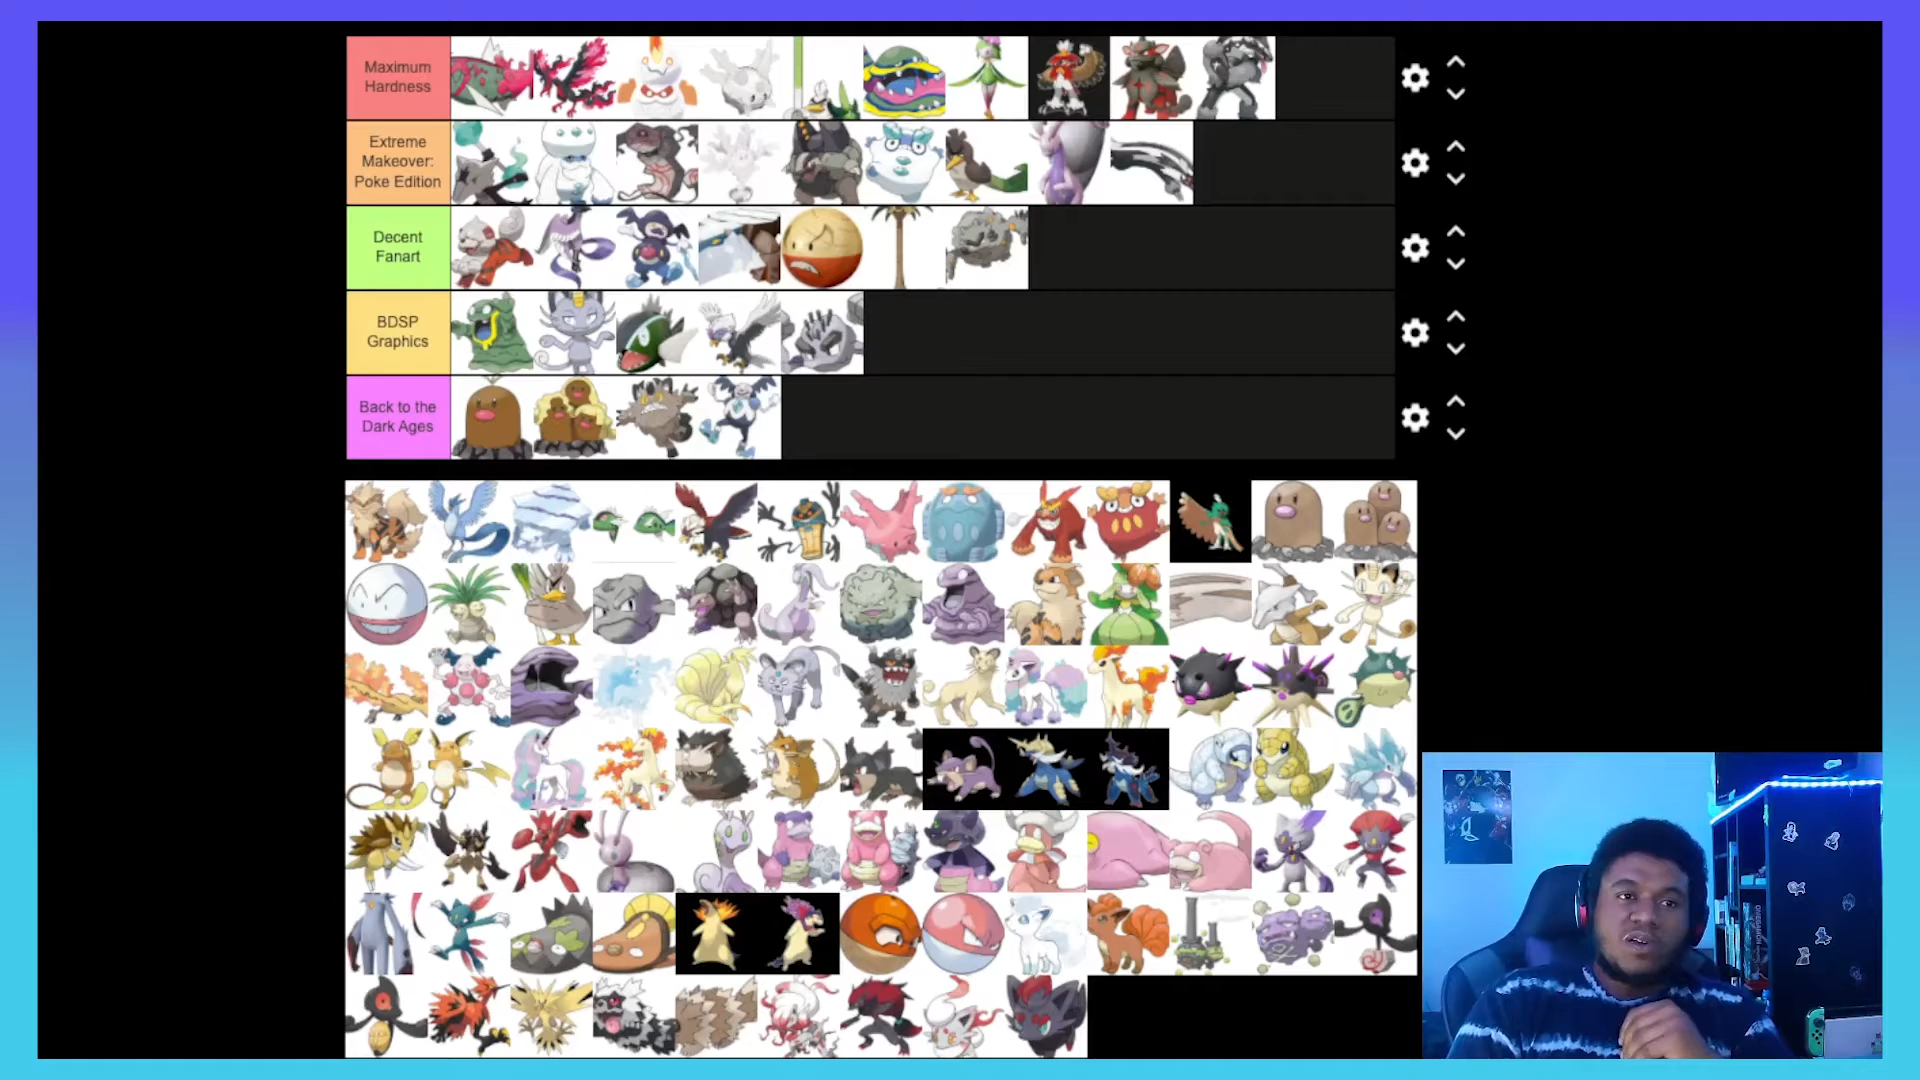 Maximum
Hardness
Extreme
Makeover:
Poke Edition
Decent
Fanart
BDSP
Graphics
Back to the
Dark Ages